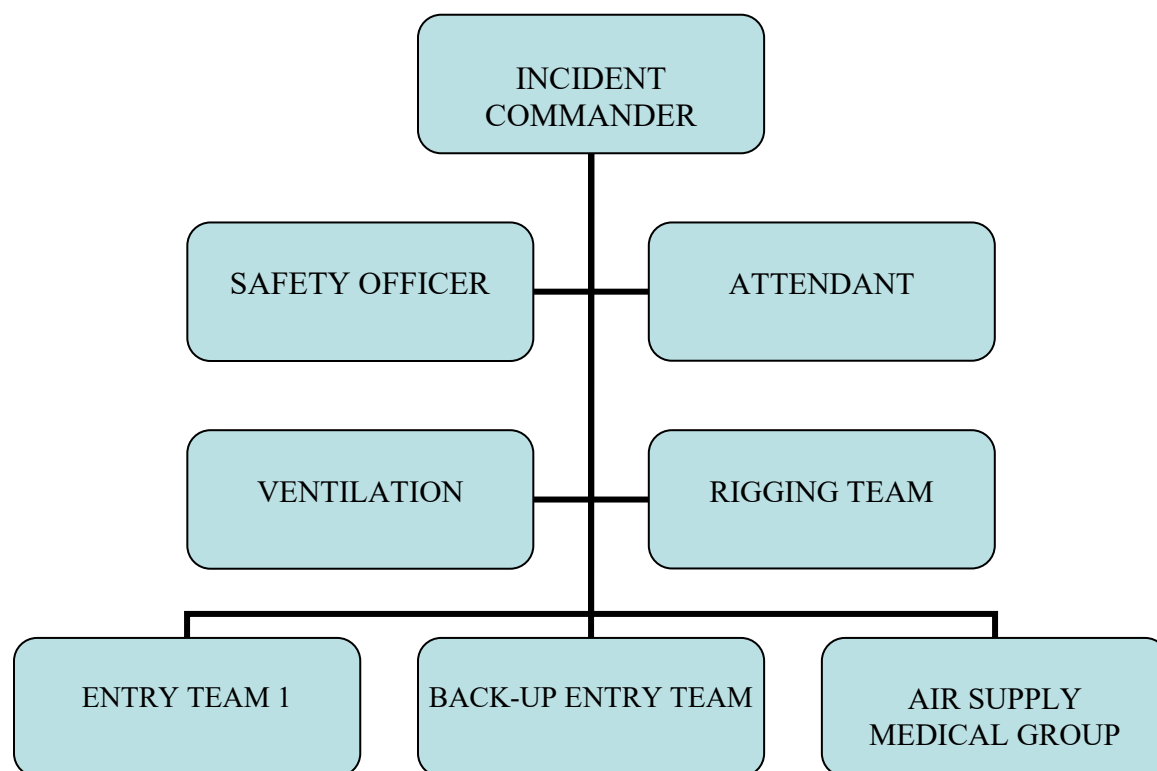 INCIDENT
COMMANDER
SAFETY OFFICER
ATTENDANT
VENTILATION
RIGGING TEAM
ENTRY TEAM 1
BACK-UP ENTRY TEAM
AIR SUPPLY
MEDICAL GROUP